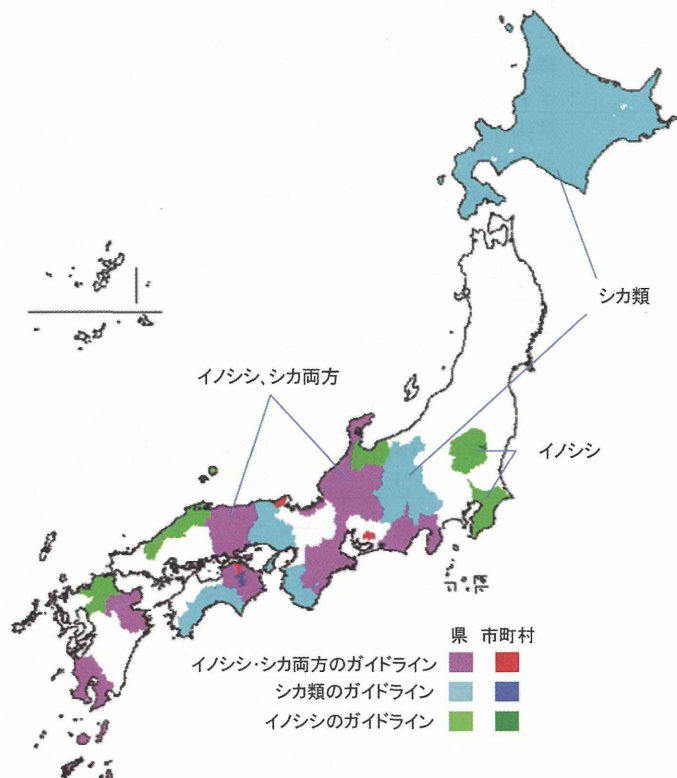 シカ類
イノシシ、シカ両方
イノシシ
県 市町村
イノシシ・シカ両方のガイドライン
シカ類のガイドライン
イノシシのガイドライン